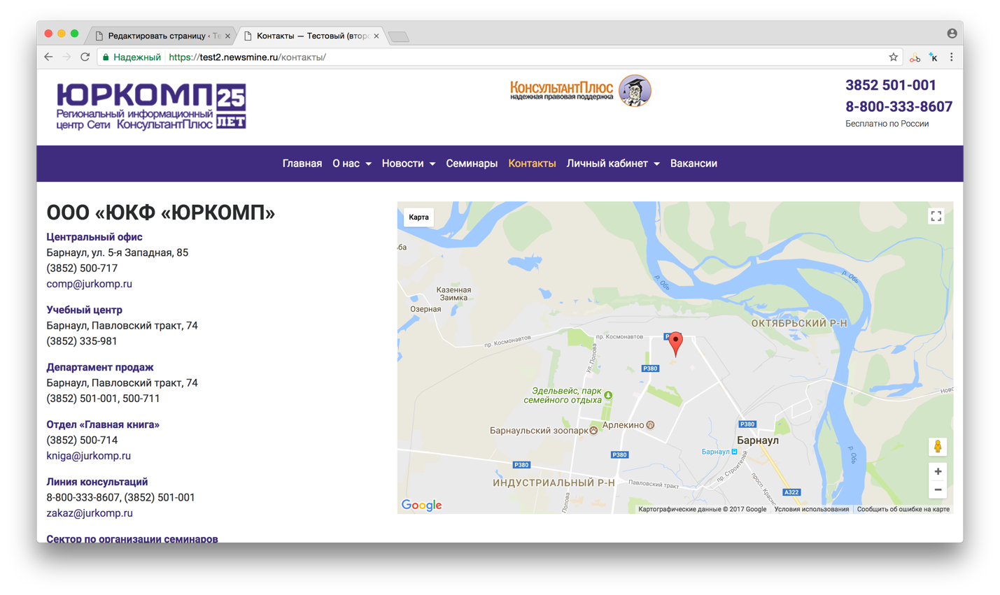 Редактировать страницу ‹ Те
Контакты — Тестовый (второ
Надежный
https://test2.newsmine.ru/контакты/
ЮРКОМП 25
Региональный информационный
центр Сети КонсультантПлюс ЛЕТ
КонсультантПлюс
надежная правовая поддержка
3852 501-001
8-800-333-8607
Бесплатно по России
Главная О нас Новости Семинары Контакты Личный кабинет Вакансии
ООО «ЮКФ «ЮРКОМП»
Центральный офис
Барнаул, ул. 5-я Западная, 85
(3852) 500-717
comp@jurkomp.ru
Учебный центр
Барнаул, Павловский тракт, 74
(3852) 335-981
Департамент продаж
Барнаул, Павловский тракт, 74
(3852) 501-001, 500-711
Отдел «Главная книга»
(3852) 500-714
kniga@jurkomp.ru
Линия консультаций
8-800-333-8607, (3852) 501-001
zakaz@jurkomp.ru
Сектор по организации семинаров
Карта
ьба
Казенная
Заимка
Озерная
р. Обь
р. Обь
ОКТЯБРЬСКИЙ Р-Н
пр. Космонавтов
пр. Космонавтов
ул. Попова
P380
Эдельвейс, парк
семейного отдыха
Ново
Барнаульский зоопарк
Арлекино
P380
Барнаул
Барнаул
P380
P380
р. Обь
пр. Строителей
ИНДУСТРИАЛЬНЫЙ Р-Н
Павловский тракт
просп. Красно
A322
Попова
Google
Картографические данные © 2017 Google Условия использования Сообщить об ошибке на карте